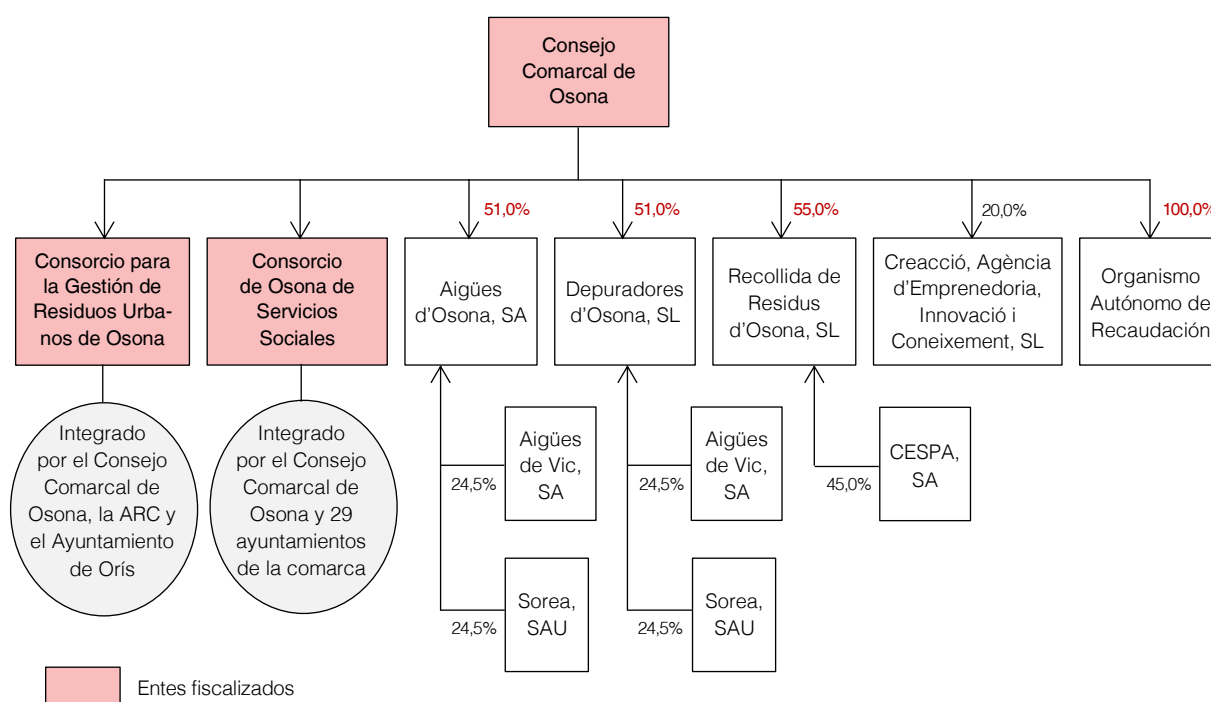 Consejo
Comarcal de
Osona
51,0%
51,0%
55,0%
20,0%
100,0%
Consorcio para
la Gestión de
Residuos Urba-
nos de Osona
Consorcio
de Osona de
Servicios
Sociales
Aigües
d'Osona, SA
Depuradores
d'Osona, SL
Recollida de
Residus
d'Osona, SL
Creacció, Agència
d'Emprenedoria,
Innovació i
Coneixement, SL
Organismo
Autónomo de
Recaudación
Integrado
por el Consejo
Comarcal de
Osona, la ARC y
el Ayuntamiento
de Orís
Integrado
por el Consejo
Comarcal de
Osona y 29
ayuntamientos
de la comarca
Aigües
de Vic,
SA
24,5%
Sorea,
SAU
24,5%
Aigües
de Vic,
SA
24,5%
Sorea,
SAU
24,5%
CESPA,
SA
45,0%
Entes fiscalizados